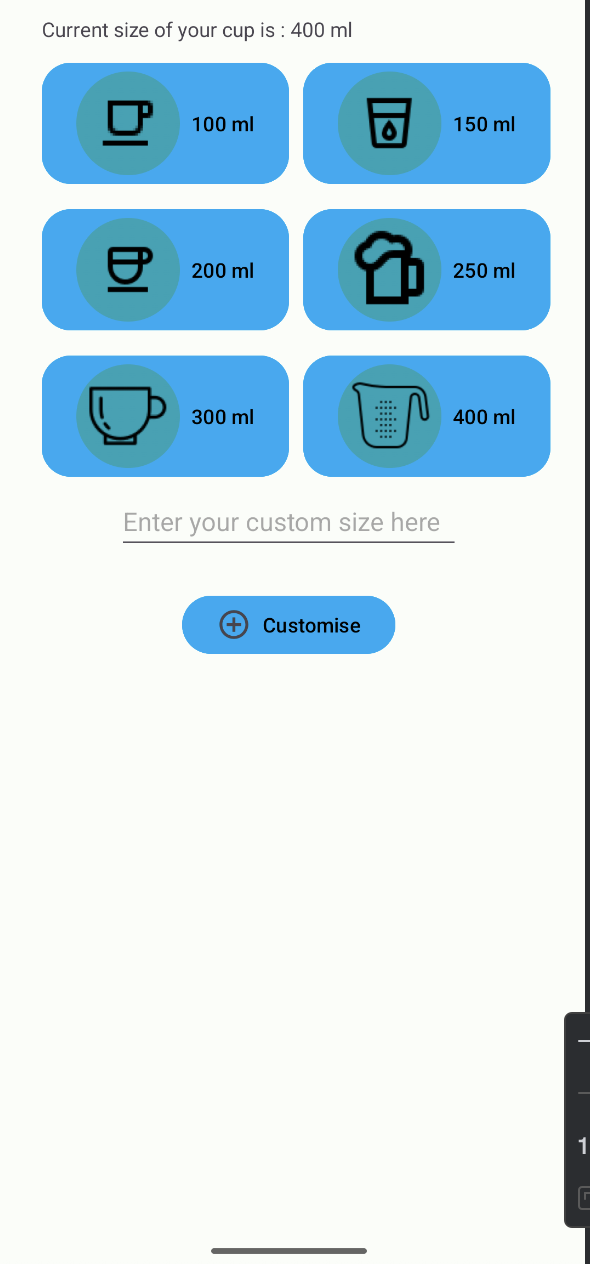 Current size of your cup is : 400 ml
100 ml
150 ml
200 ml
250 ml
300 ml
400 ml
Enter your custom size here
Customise
1